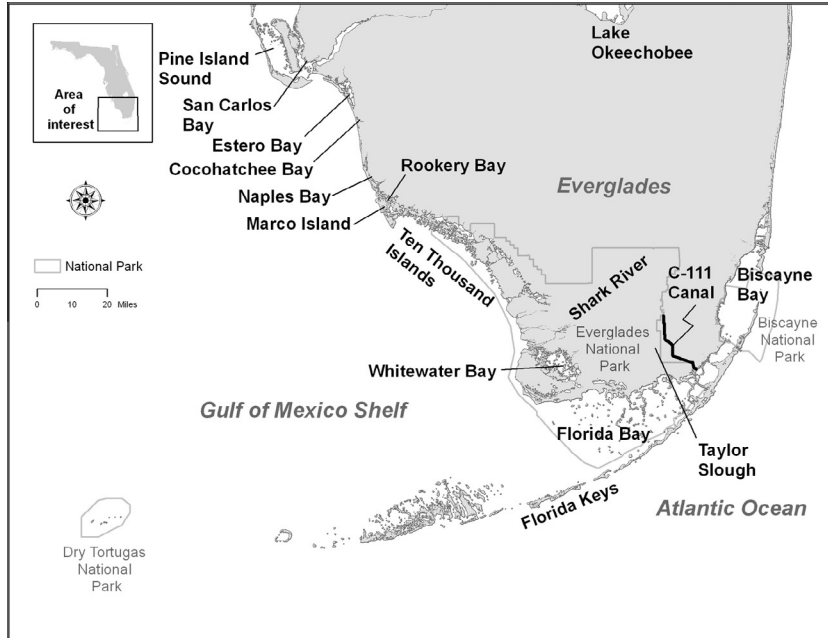 Lake
Okeechobee
Pine Island
Sound
Area
of
interest
San Carlos
Bay
Estero Bay
Cocohatchee Bay
Rookery Bay
Everglades
Naples Bay
Marco Island
Ten Thousand
Islands
National Park
0 10 20 Miles
Shark River
C-111
Canal
Biscayne
Bay
Biscayne
National
Park
Everglades
National
Park
Whitewater Bay
Gulf of Mexico Shelf
Florida Bay
Taylor
Slough
Florida Keys
Atlantic Ocean
Dry Tortugas
National
Park